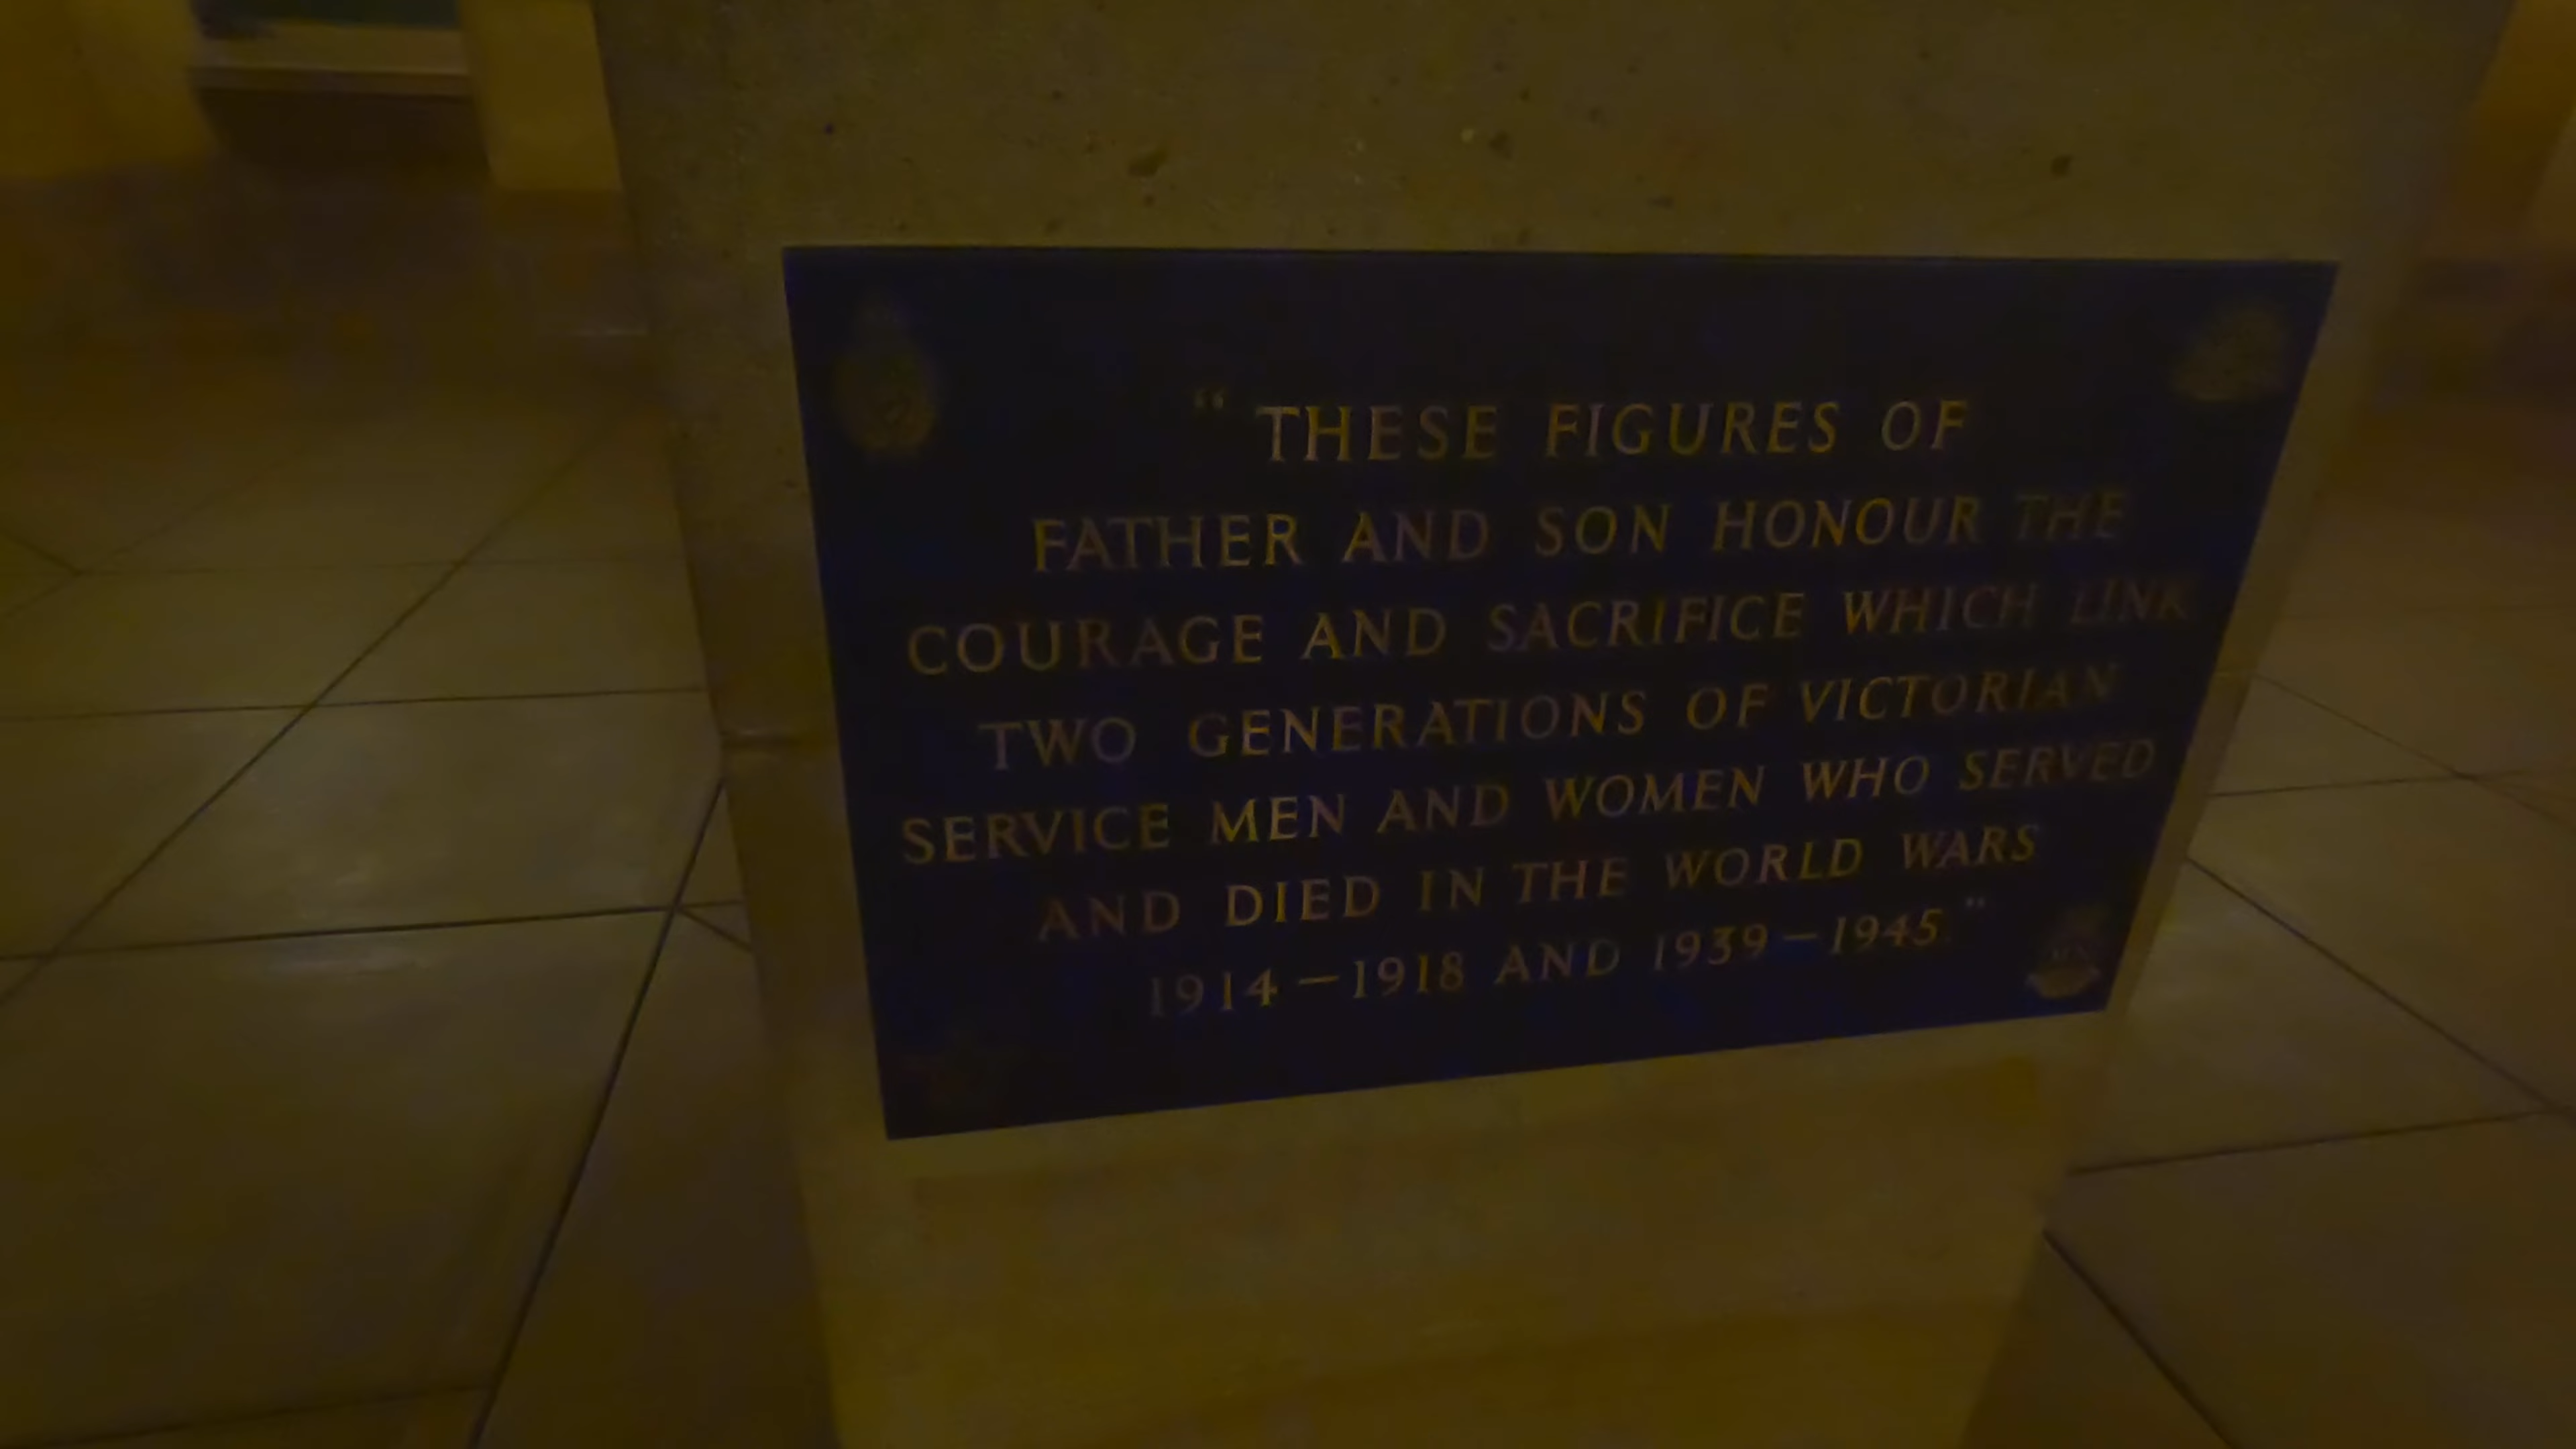 “ THESE FIGURES OF
FATHER AND SON HONOUR THE
COURAGE AND SACRIFICE WHICH LINK
TWO GENERATIONS OF VICTORIAN
SERVICE MEN AND WOMEN WHO SERVED
AND DIED IN THE WORLD WARS
1914–1918 AND 1939–1945.”